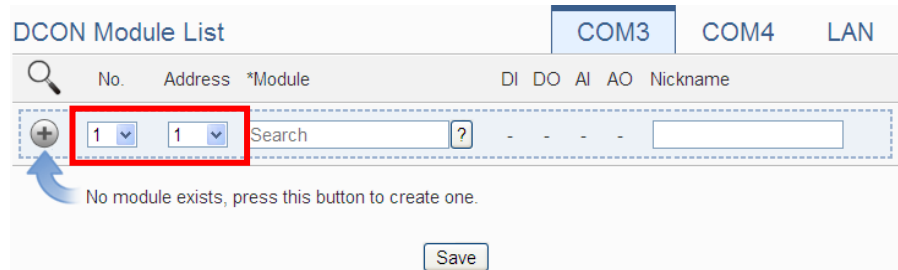 DCON Module List COM3 COM4 LAN
No. Address *Module DI DO AI AO Nickname
1 1 Search ? - - - -
No module exists, press this button to create one.
Save